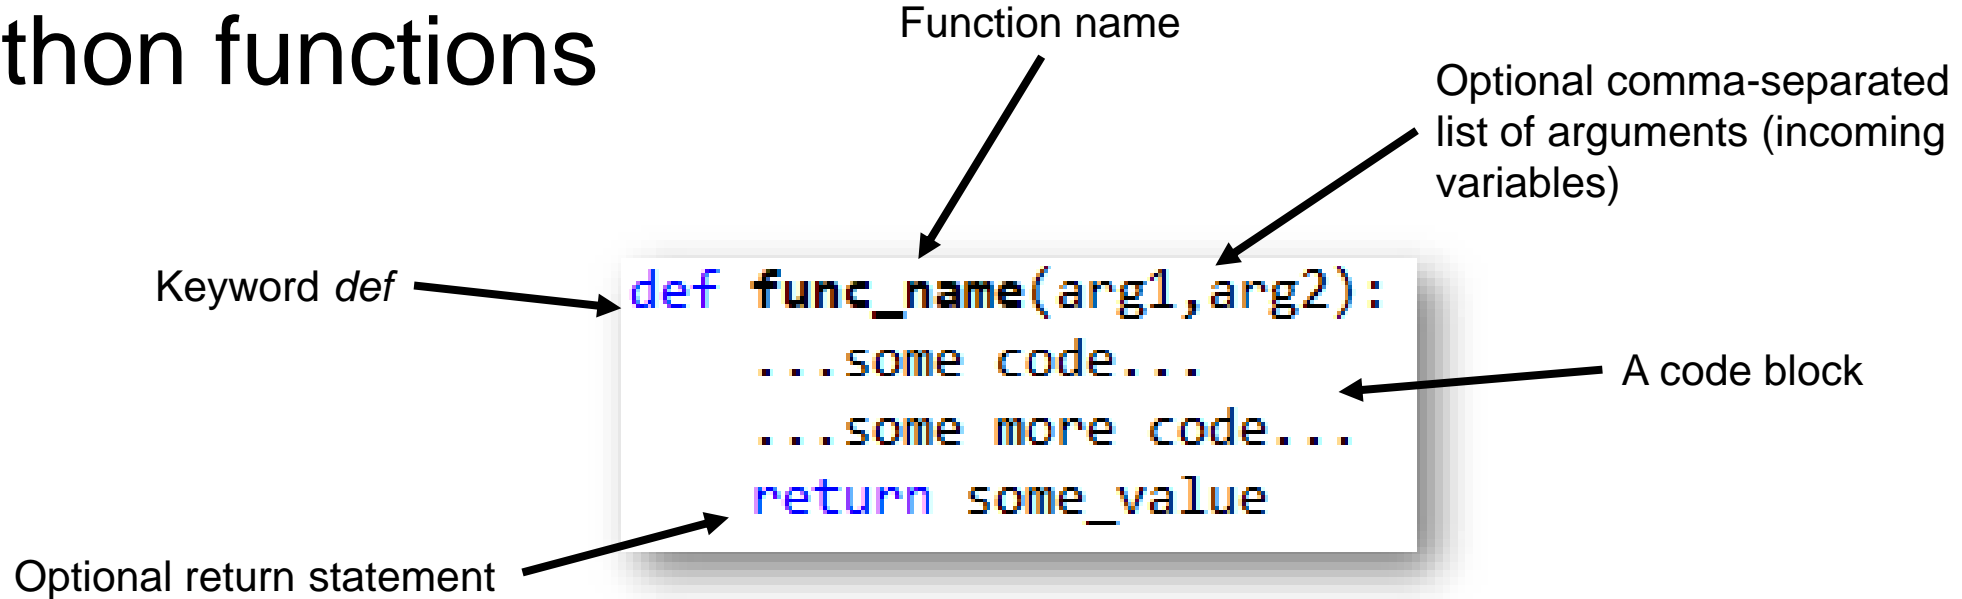 thon functions
Function name
Optional comma-separated
list of arguments (incoming
variables)
Keyword def
def func_name(arg1,arg2):
...some code...
...some more code...
return some_value
A code block
Optional return statement